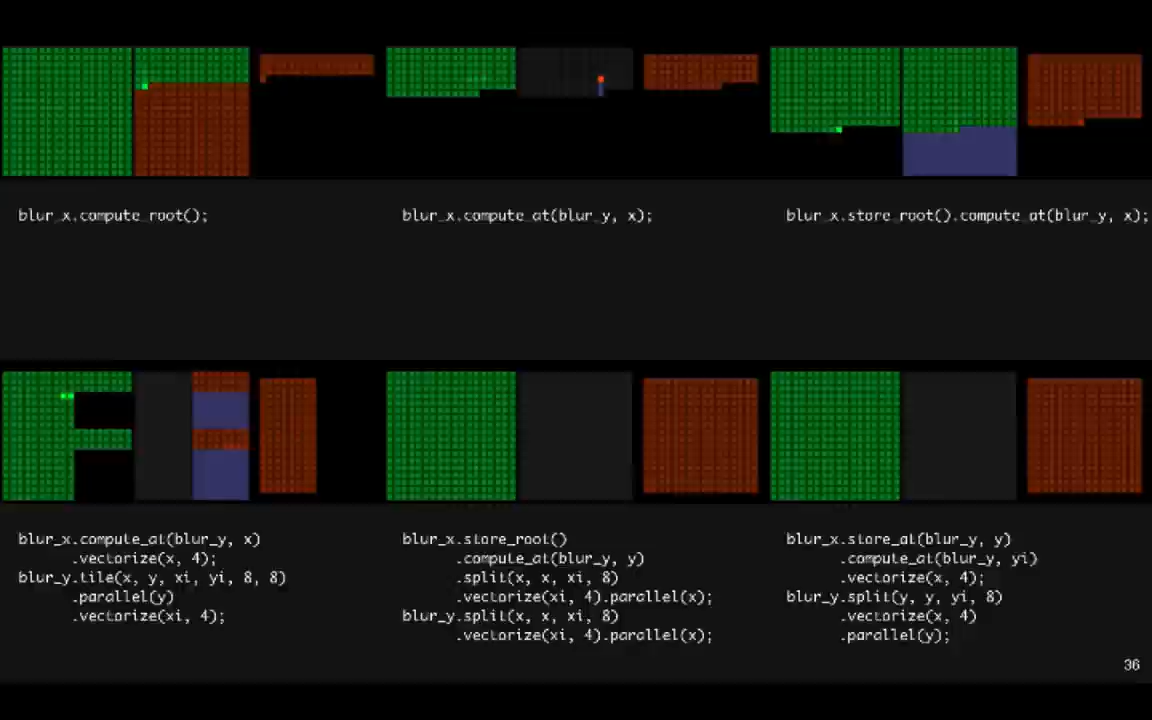 blur_x.compute_root();
blur_x.compute_at(blur_y, x);
blur_x.store_root().compute_at(blur_y, x);
blur_x.compute_at(blur_y, x)
.vectorize(x, 4);
blur_y.tile(x, y, xi, yi, 8, 8)
.parallel(y)
.vectorize(xi, 4);
blur_x.store_root()
.compute_at(blur_y, y)
.split(x, x, xi, 8)
.vectorize(xi, 4).parallel(x);
blur_y.split(x, x, xi, 8)
.vectorize(xi, 4).parallel(x);
blur_x.store_at(blur_y, y)
.compute_at(blur_y, yi)
.vectorize(x, 4);
blur_y.split(y, y, yi, 8)
.vectorize(x, 4)
.parallel(y);
36